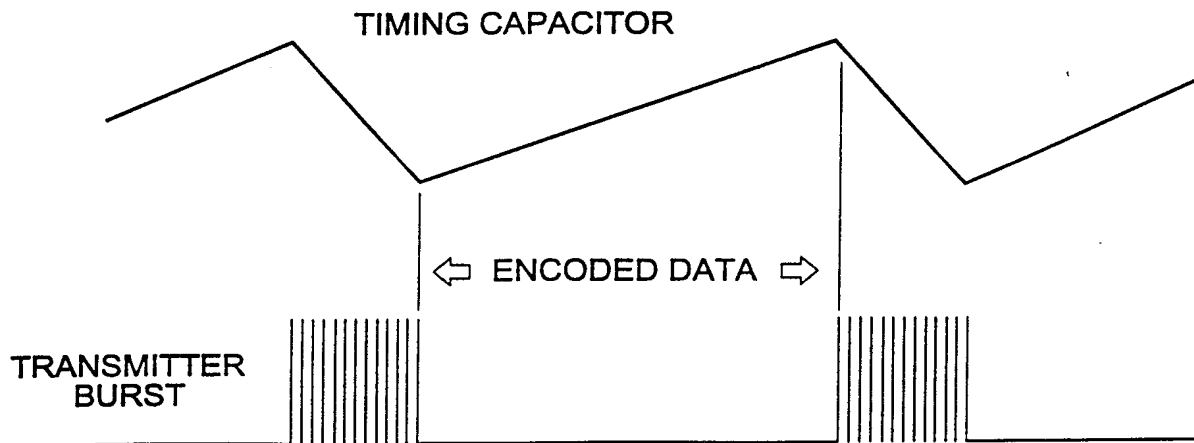 TIMING CAPACITOR
ENCODED DATA
TRANSMITTER
BURST